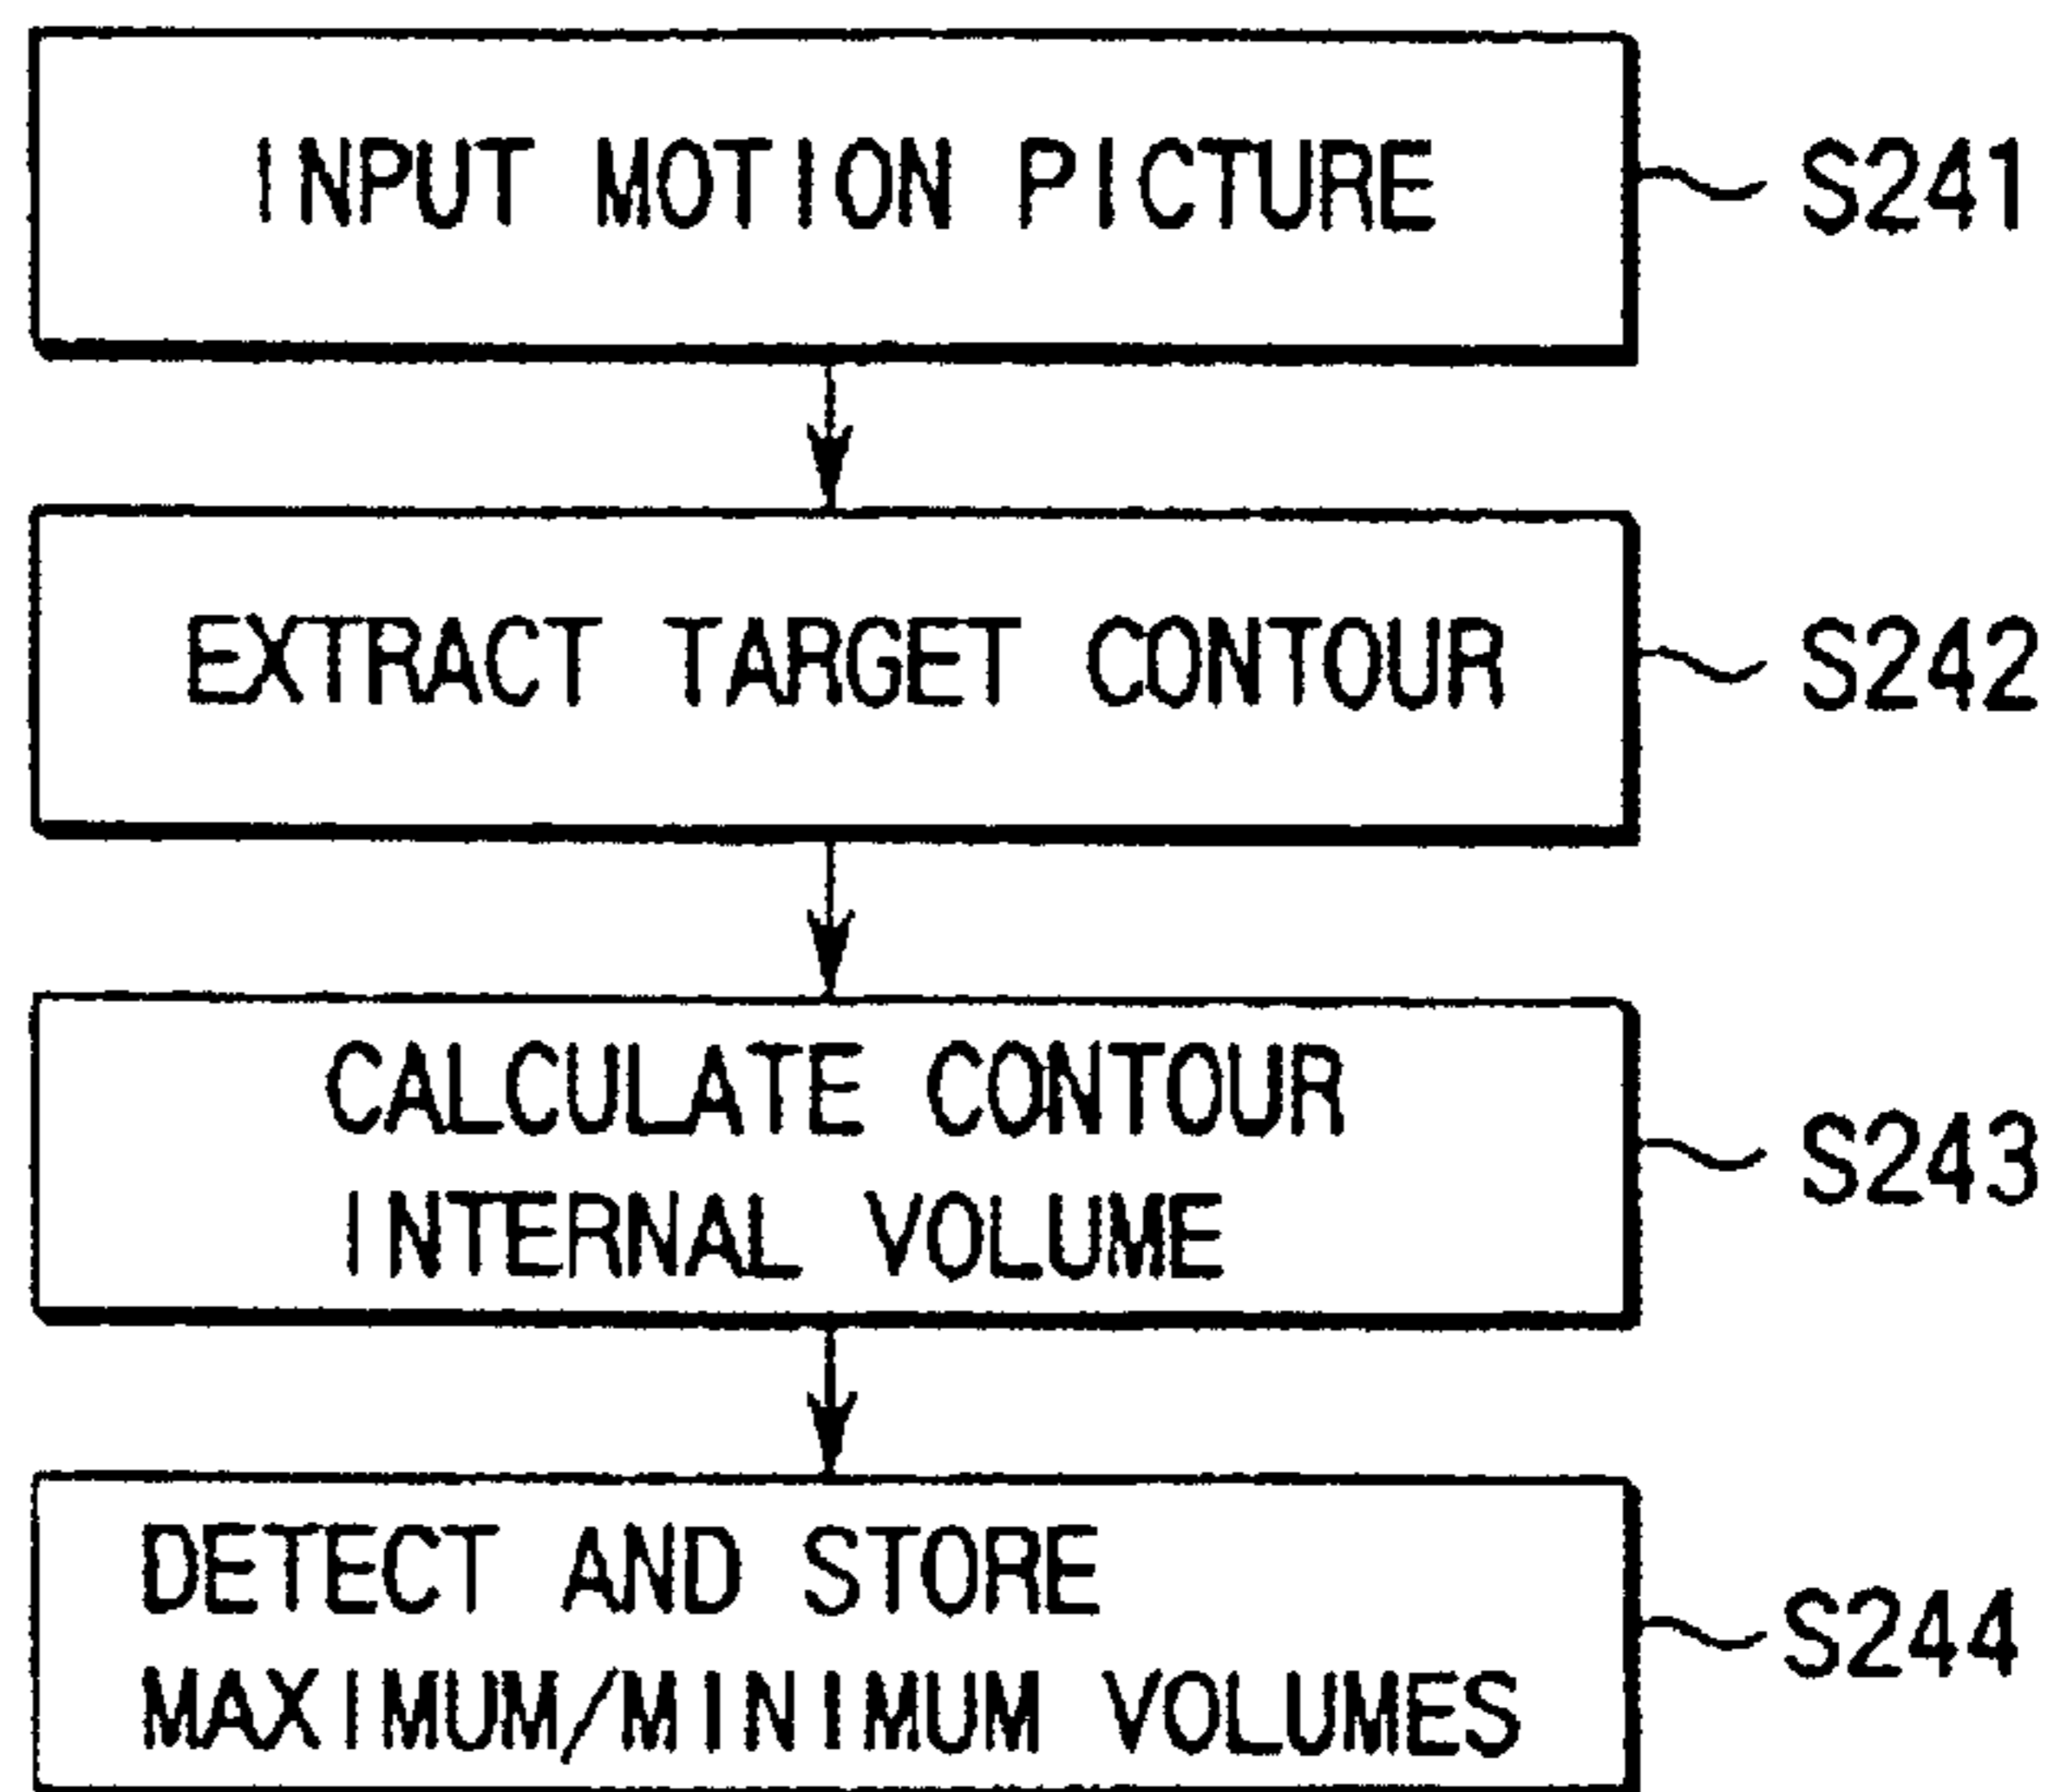 INPUT MOTION PICTURE
S241
EXTRACT TARGET CONTOUR
S242
CALCULATE CONTOUR
INTERNAL VOLUME
S243
DETECT AND STORE
MAXIMUM/MINIMUM VOLUMES
S244